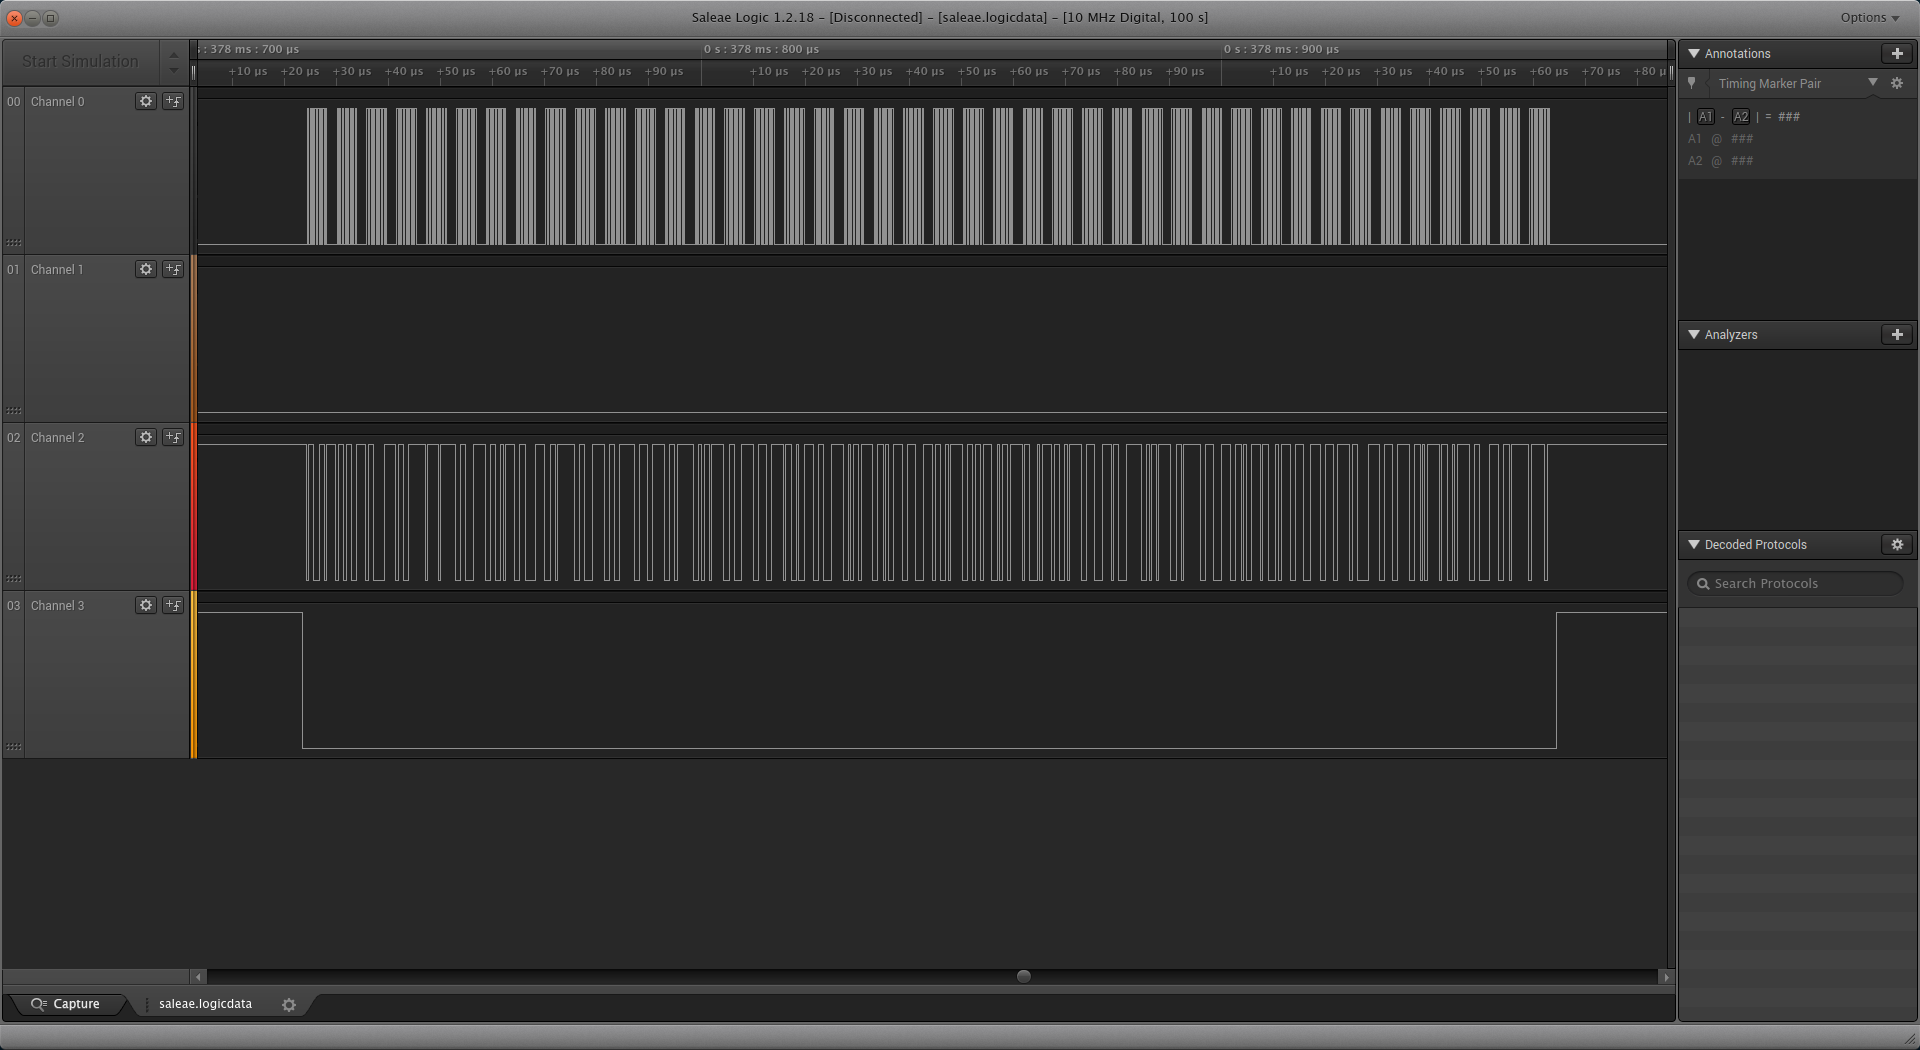 Saleae Logic 1.2.18 - [Disconnected] - [saleae.logicdata] - [10 MHz Digital, 100 s]
Options
Start Simulation
: 378 ms : 700 µs
0 s : 378 ms : 800 µs
0 s : 378 ms : 900 µs
+10 µs +20 µs +30 µs +40 µs +50 µs +60 µs +70 µs +80 µs +90 µs
+10 µs +20 µs +30 µs +40 µs +50 µs +60 µs +70 µs +80 µs +90 µs
+10 µs +20 µs +30 µs +40 µs +50 µs +60 µs +70 µs +80 µ
00 Channel 0
01 Channel 1
02 Channel 2
03 Channel 3
Annotations
Timing Marker Pair
| A1 - A2 | = ###
A1 @ ###
A2 @ ###
Analyzers
Decoded Protocols
Search Protocols
Capture
saleae.logicdata